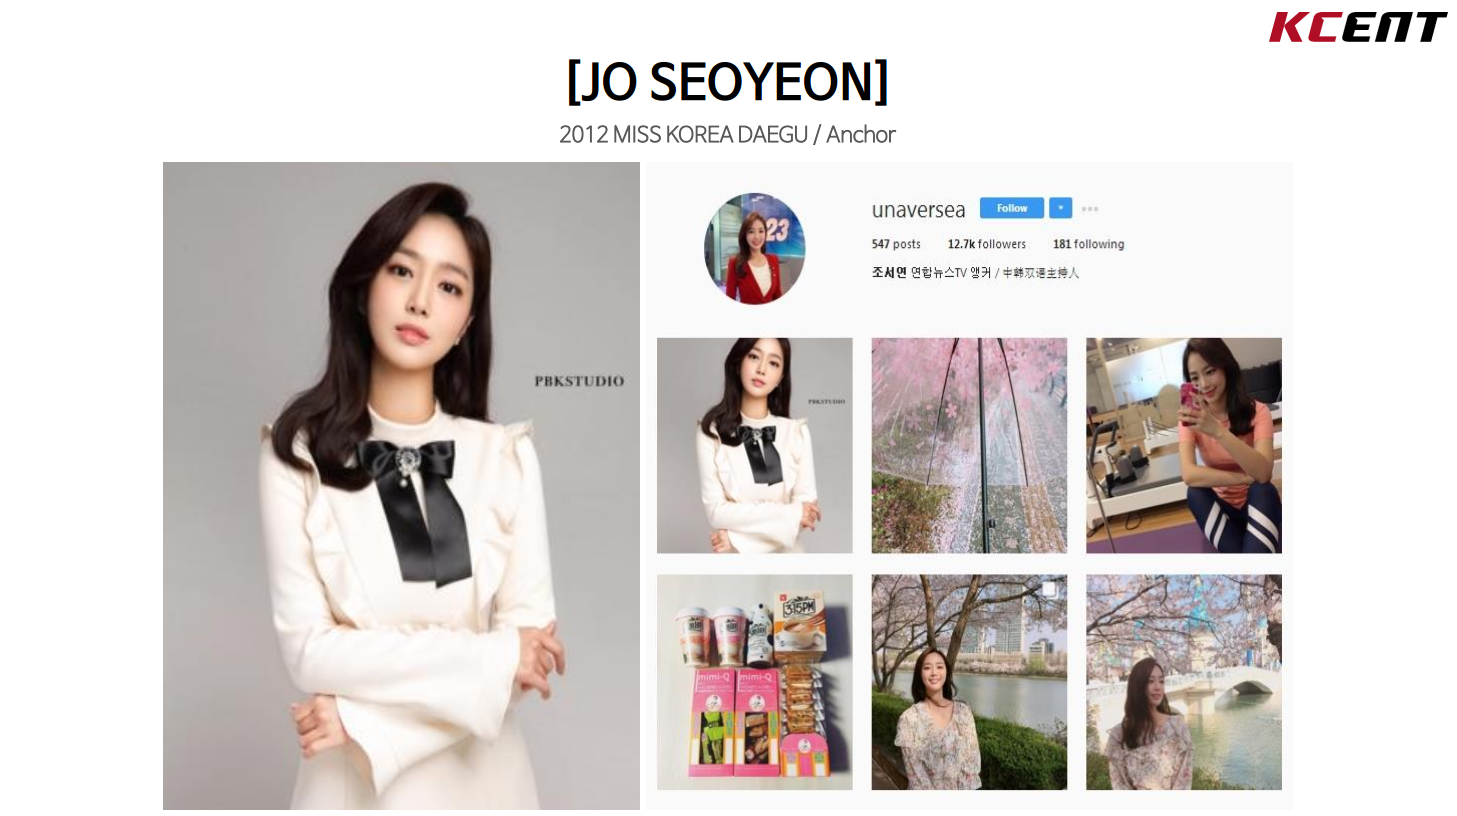 KCENT
[JO SEOYEON]
2012 MISS KOREA DAEGU / Anchor
PBKSTUDIO
unaversea Follow
547 posts 12.7k followers 181 following
조서연 연합뉴스TV 앵커 / 中韩双语主持人
23
PBKSTUDIO
3:15PM
mimi-Q mimi-Q